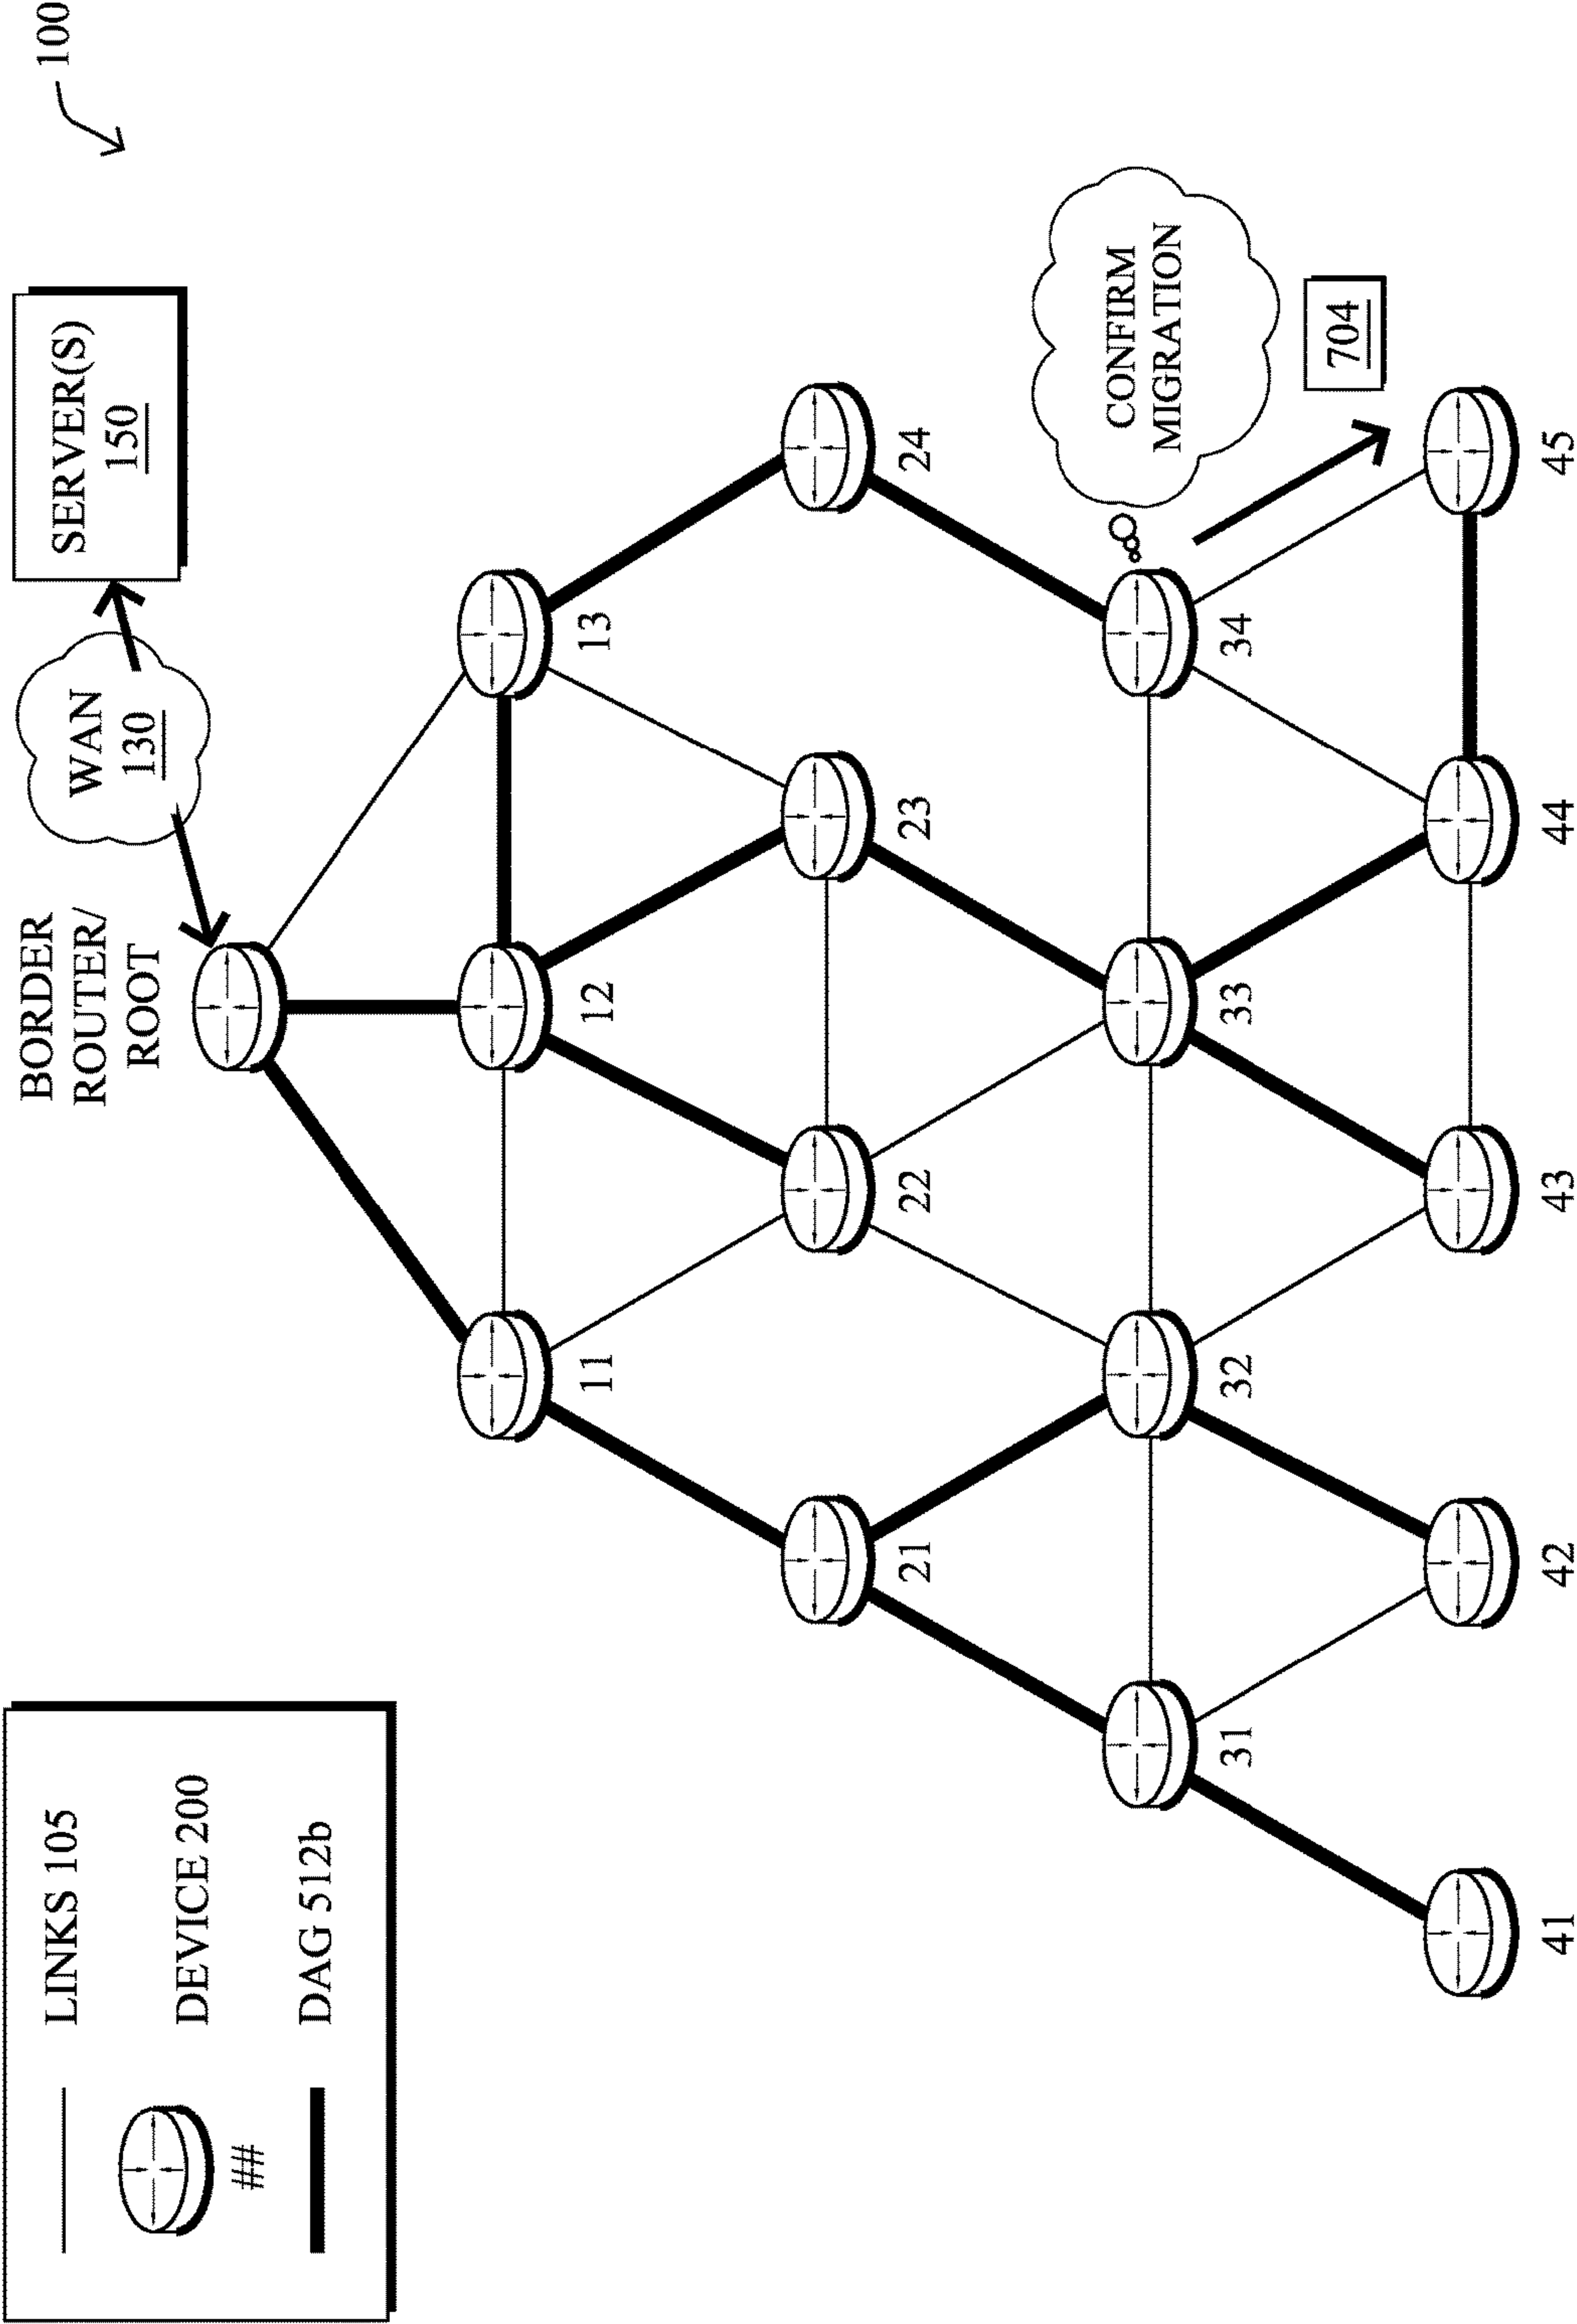 100
LINKS 105
DEVICE 200
##
DAG 512b
BORDER
ROUTER/
ROOT
WAN
130
SERVER(S)
150
11
12
13
21
22
23
24
31
32
33
34
CONFIRM
MIGRATION
704
41
42
43
44
45